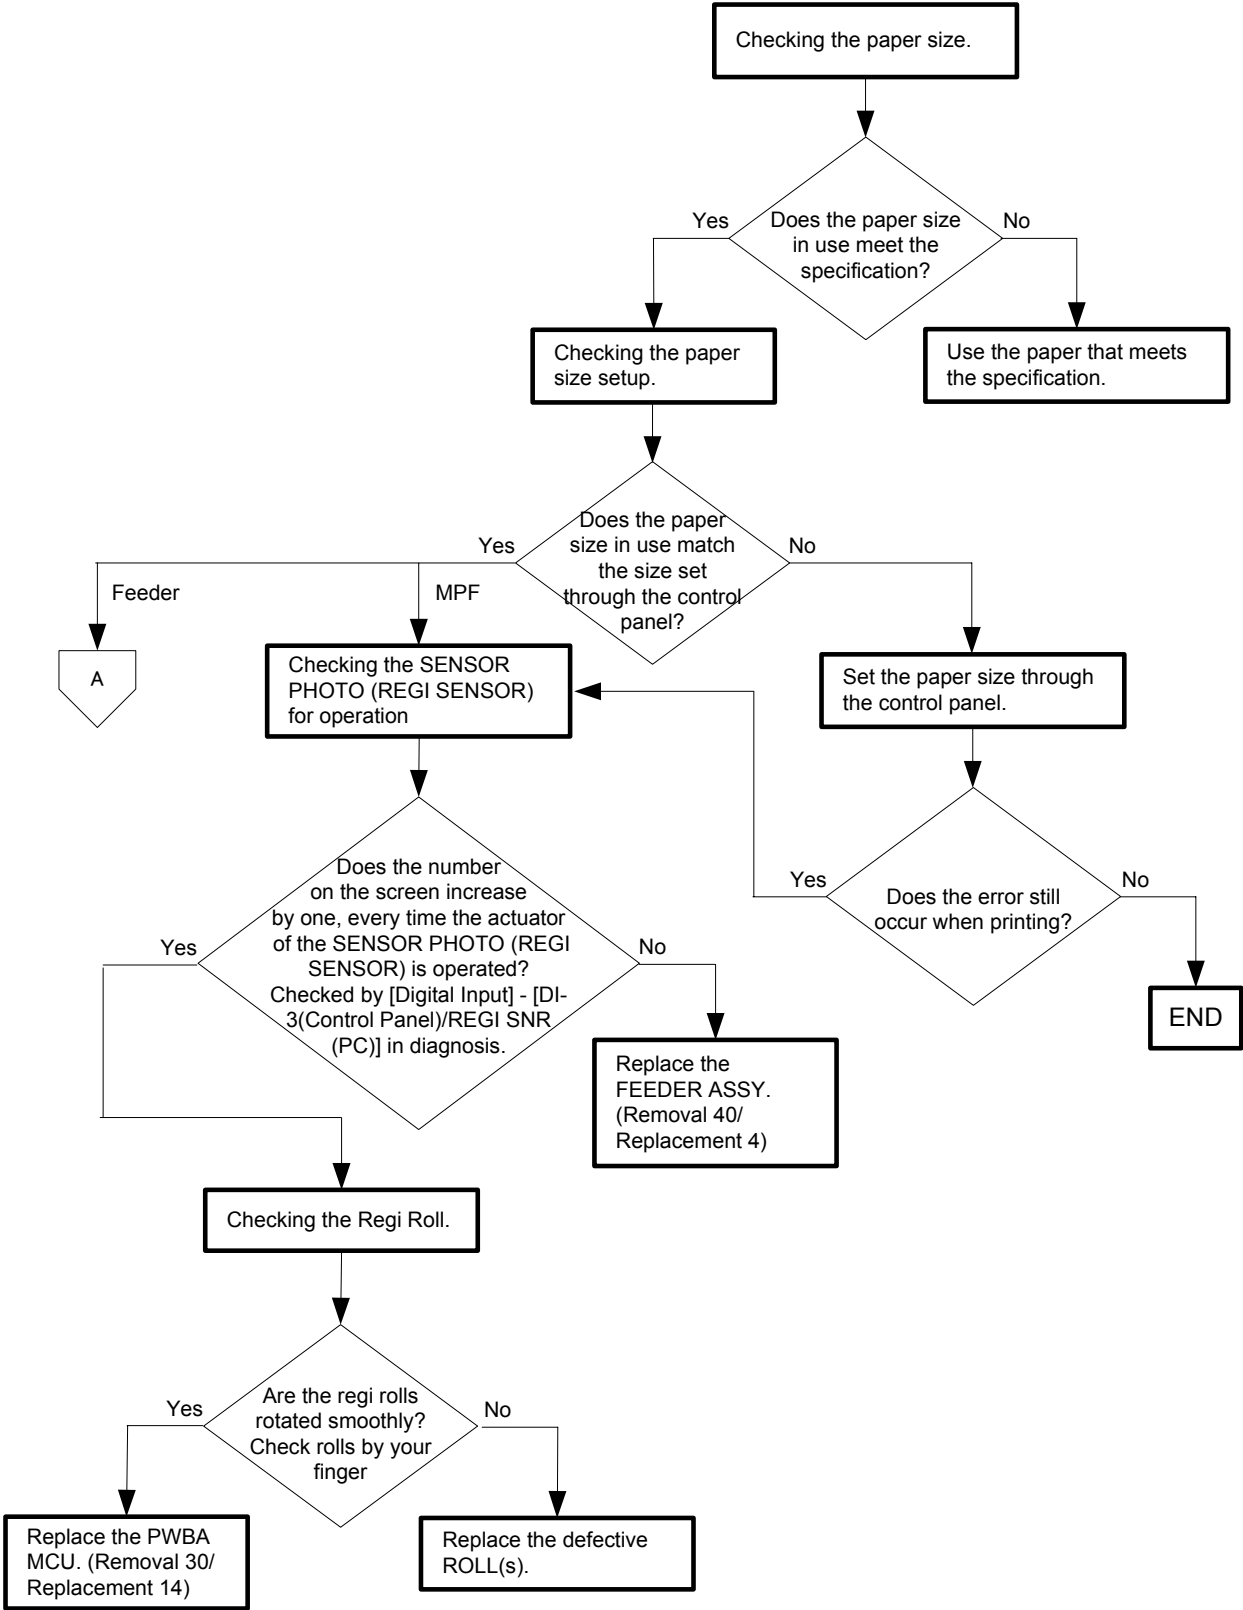 Checking the paper size.
Does the paper size
in use meet the
specification?
Yes
No
Checking the paper
size setup.
Use the paper that meets
the specification.
Does the paper
size in use match
the size set
through the control
panel?
Yes
No
Feeder
MPF
A
Checking the SENSOR
PHOTO (REGI SENSOR)
for operation
Set the paper size through
the control panel.
Does the number
on the screen increase
by one, every time the actuator
of the SENSOR PHOTO (REGI
SENSOR) is operated?
Checked by [Digital Input] - [DI-
3(Control Panel)/REGI SNR
(PC)] in diagnosis.
Yes
No
Does the error still
occur when printing?
Yes
No
END
Replace the
FEEDER ASSY.
(Removal 40/
Replacement 4)
Checking the Regi Roll.
Are the regi rolls
rotated smoothly?
Check rolls by your
finger
Yes
No
Replace the PWBA
MCU. (Removal 30/
Replacement 14)
Replace the defective
ROLL(s).